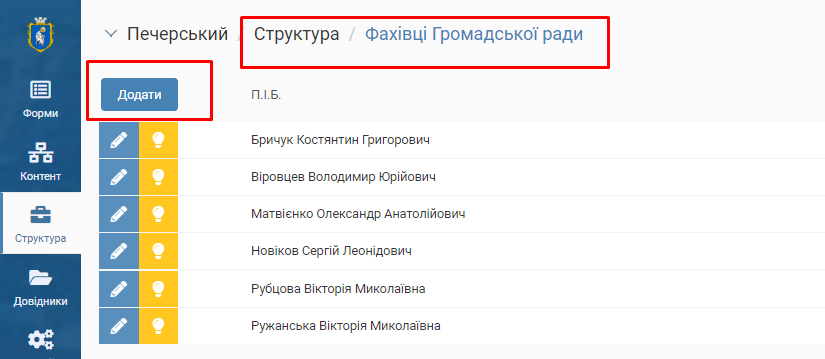 Печерський / Структура / Фахівці Громадської ради
Додати
П.І.Б.
Форми
Бричук Костянтин Григорович
Контент
Віровцев Володимир Юрійович
Матвієнко Олександр Анатолійович
Структура
Новіков Сергій Леонідович
Рубцова Вікторія Миколаївна
Довідники
Ружанська Вікторія Миколаївна